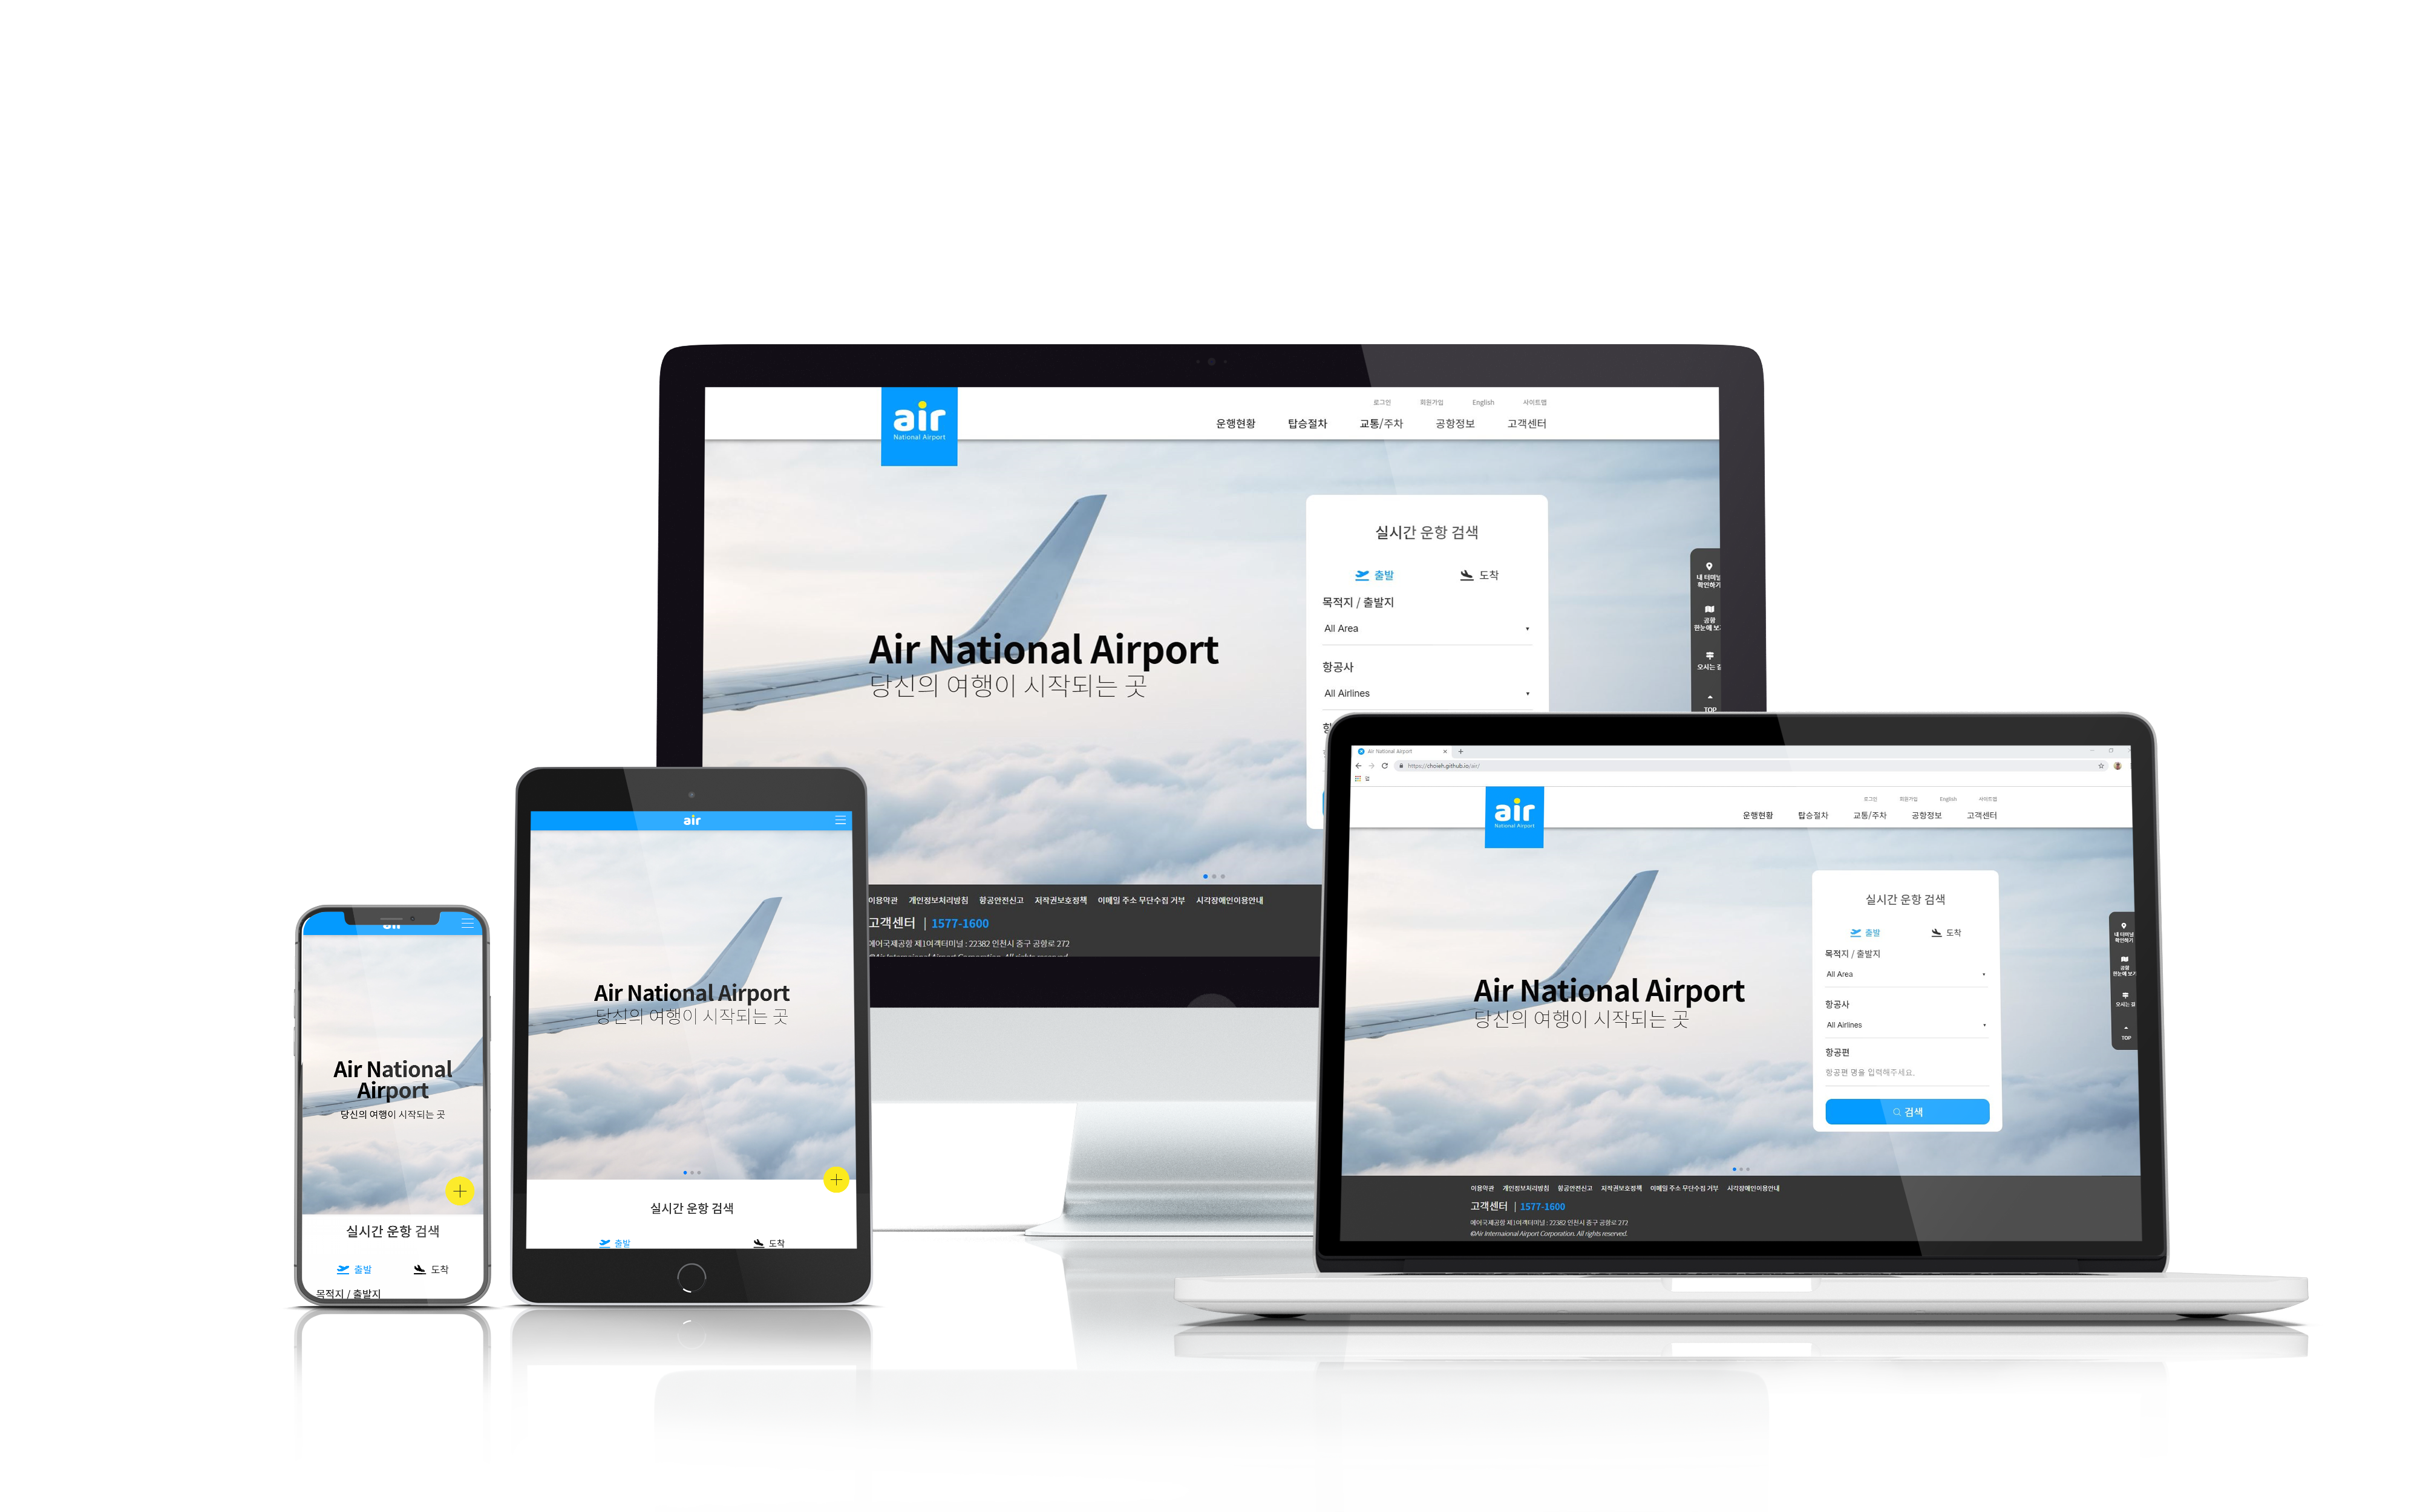 air
National Airport
로그인 회원가입 English 사이트맵
운행현황 탑승절차 교통/주차 공항정보 고객센터
Air National Airport
당신의 여행이 시작되는 곳
실시간 운항 검색
출발 도착
목적지 / 출발지
All Area
항공사
All Airlines
내 터미널
확인하기
공항
한눈에 보기
오시는 길
TOP
이용약관 개인정보처리방침 항공안전신고 저작권보호정책 이메일 주소 무단수집 거부 시각장애인이용안내
고객센터 | 1577-1600
에어국제공항 제1여객터미널 : 22382 인천시 중구 공항로 272
©Air Internaional Airport Corporation. All rights reserved.
air
Air National
Airport
당신의 여행이 시작되는 곳
실시간 운항 검색
출발 도착
목적지 / 출발지
air
Air National Airport
당신의 여행이 시작되는 곳
실시간 운항 검색
출발 도착
Air National Airport
https://choieh.github.io/air/
air
National Airport
로그인 회원가입 English 사이트맵
운행현황 탑승절차 교통/주차 공항정보 고객센터
Air National Airport
당신의 여행이 시작되는 곳
실시간 운항 검색
출발 도착
목적지 / 출발지
All Area
항공사
All Airlines
항공편
항공편 명을 입력해주세요.
검색
내 터미널
확인하기
공항
한눈에 보기
오시는 길
TOP
이용약관 개인정보처리방침 항공안전신고 저작권보호정책 이메일 주소 무단수집 거부 시각장애인이용안내
고객센터 | 1577-1600
에어국제공항 제1여객터미널 : 22382 인천시 중구 공항로 272
©Air Internaional Airport Corporation. All rights reserved.